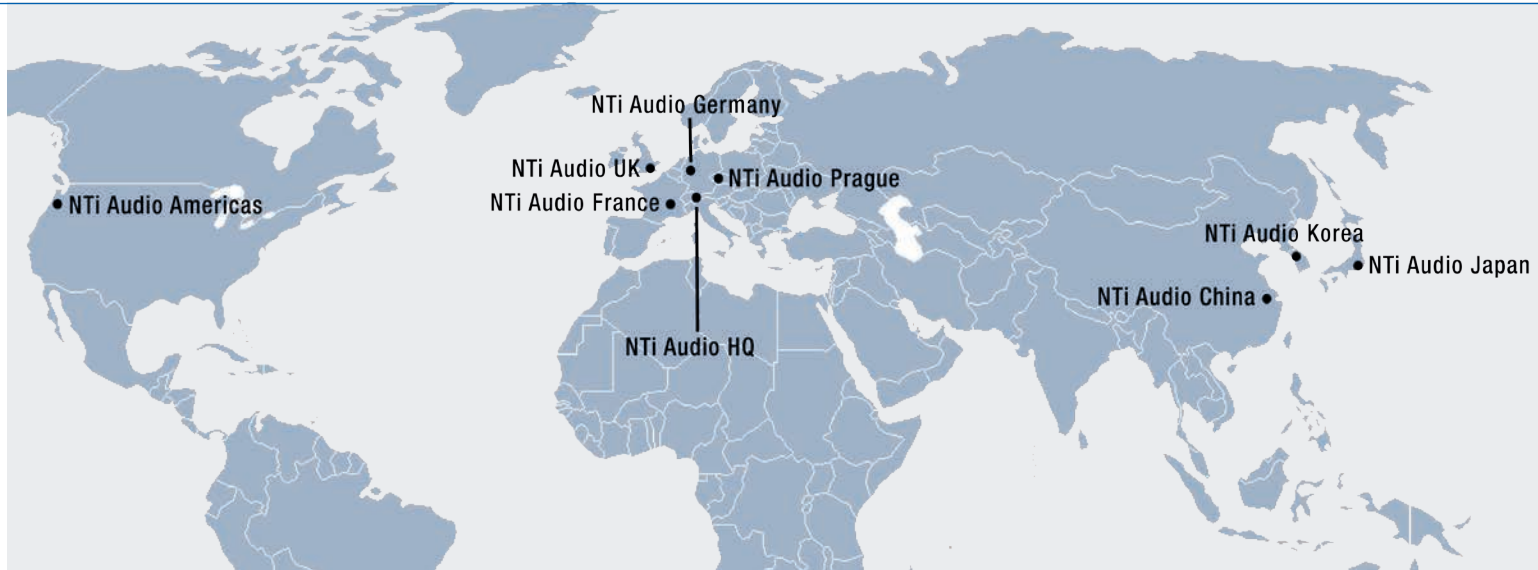 NTi Audio Germany
NTi Audio UK
NTi Audio Prague
NTi Audio France
NTi Audio Americas
NTi Audio HQ
NTi Audio Korea
NTi Audio Japan
NTi Audio China